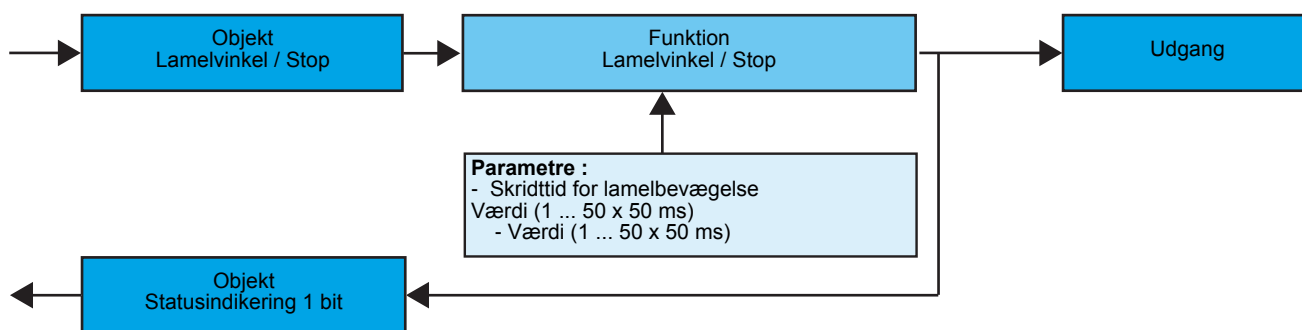 Objekt
Lamelvinkel / Stop
Funktion
Lamelvinkel / Stop
Udgang
Parametre :
- Skridttid for lamelbevægelse
Værdi (1 ... 50 x 50 ms)
- Værdi (1 ... 50 x 50 ms)
Objekt
Statusindikering 1 bit